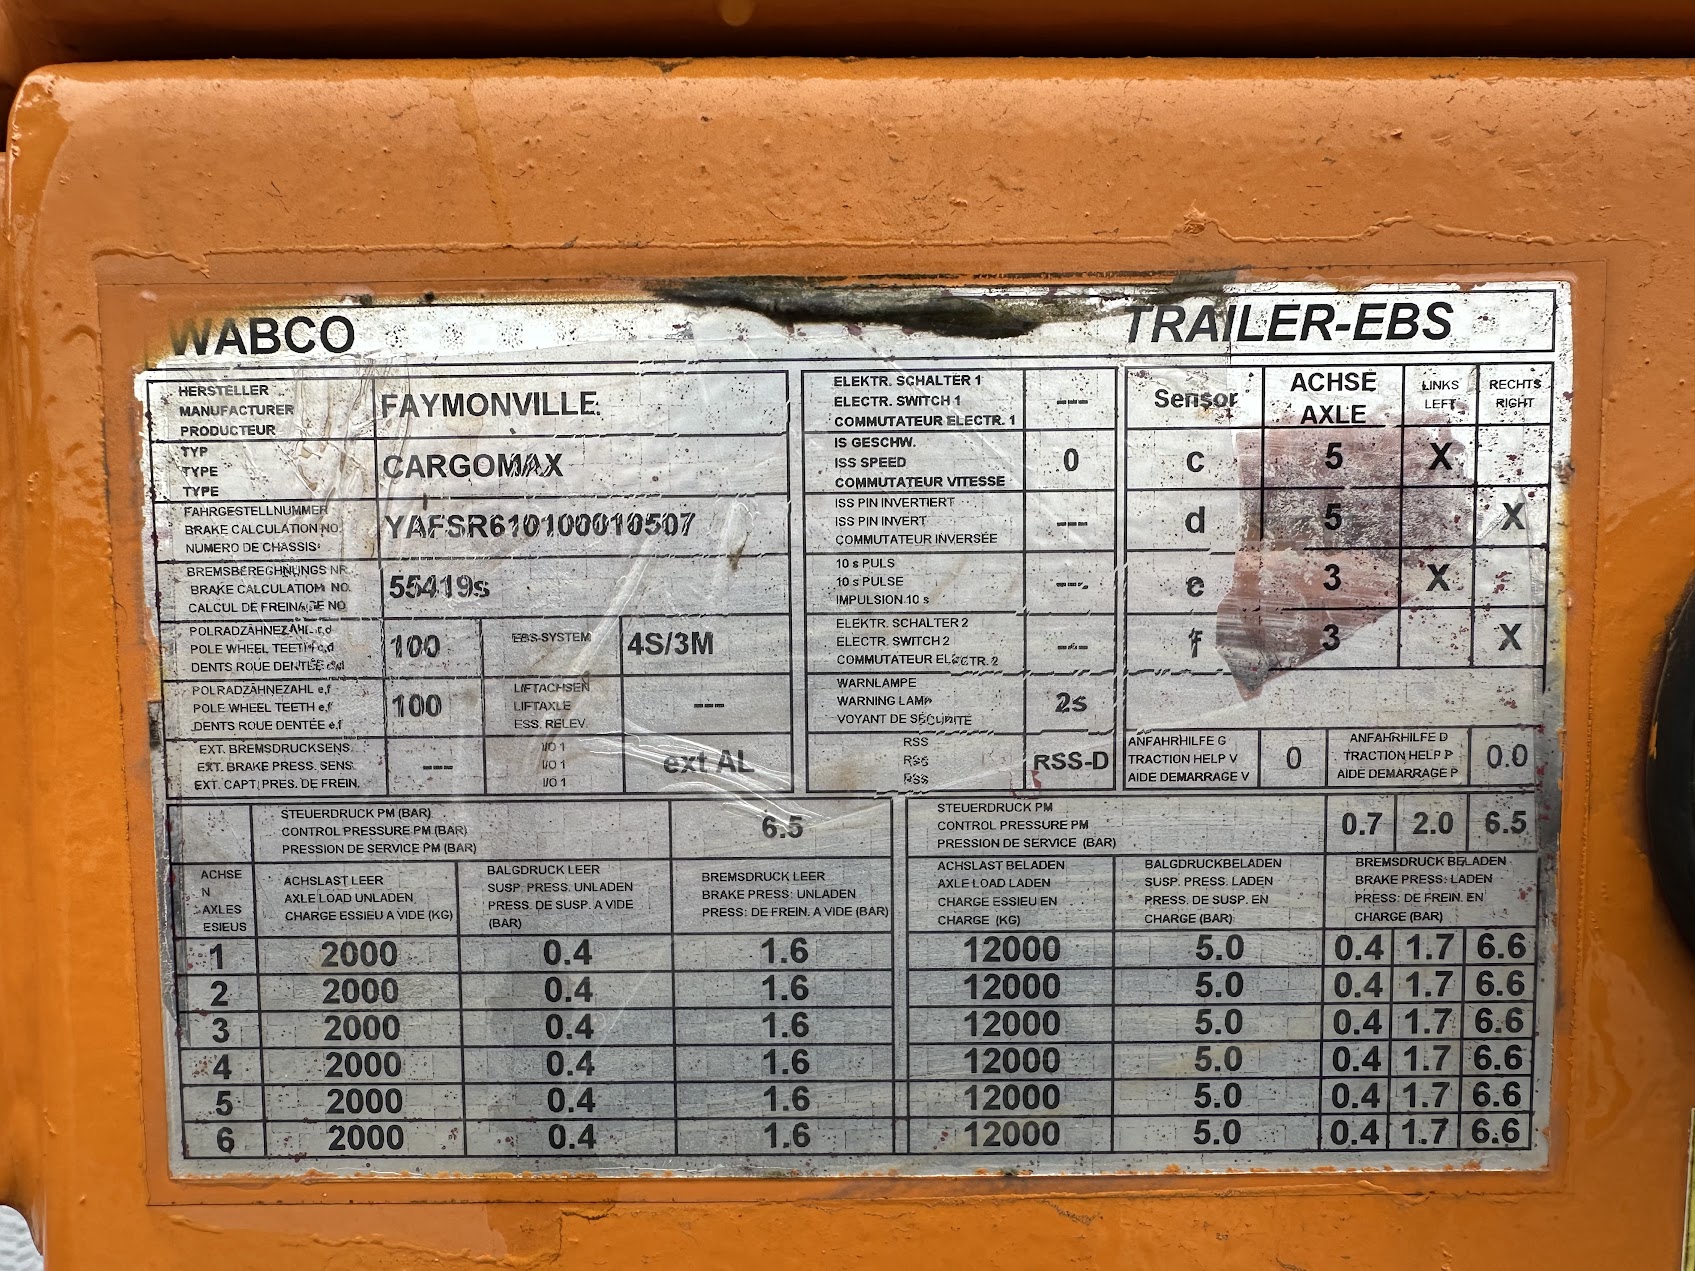 WABCO TRAILER-EBS
HERSTELLER
MANUFACTURER
PRODUCTEUR
FAYMONVILLE
TYP
TYPE
TYPE
CARGOMAX
FAHRGESTELLNUMMER
BRAKE CALCULATION NO.
NUMERO DE CHASSIS:
YAFSR610100010507
BREMSBERECHNUNGS NR.
BRAKE CALCULATIOM NO.
CALCUL DE FREINAGE NO
55419s
POLRADZÄHNEZAHL c,d
POLE WHEEL TEETH c,d
DENTS ROUE DENTÉE c,d
100
EBS-SYSTEM
4S/3M
POLRADZÄHNEZAHL e,f
POLE WHEEL TEETH e,f
DENTS ROUE DENTÉE e,f
100
LIFTACHSEN
LIFTAXLE
ESS. RELEV.
---
EXT. BREMSDRUCKSENS.
EXT. BRAKE PRESS. SENS.
EXT. CAPT. PRES. DE FREIN.
---
I/O 1
I/O 1
I/O 1
ext AL
ELEKTR. SCHALTER 1
ELECTR. SWITCH 1
COMMUTATEUR ELECTR. 1
---
IS GESCHW.
ISS SPEED
COMMUTATEUR VITESSE
0
ISS PIN INVERTIERT
ISS PIN INVERT
COMMUTATEUR INVERSÉE
---
10 s PULS
10 s PULSE
IMPULSION 10 s
---
ELEKTR. SCHALTER 2
ELECTR. SWITCH 2
COMMUTATEUR ELECTR. 2
---
WARNLAMPE
WARNING LAMP
VOYANT DE SÉCURITÉ
2s
RSS
RSS
RSS
RSS-D
Sensor
ACHSE
AXLE
LINKS
LEFT
RECHTS
RIGHT
c 5 X
d 5 X
e 3 X
f 3 X
ANFAHRHILFE G
TRACTION HELP V
AIDE DEMARRAGE V
0
ANFAHRHILFE D
TRACTION HELP P
AIDE DEMARRAGE P
0.0
STEUERDRUCK PM (BAR)
CONTROL PRESSURE PM (BAR)
PRESSION DE SERVICE PM (BAR)
6.5
STEUERDRUCK PM
CONTROL PRESSURE PM
PRESSION DE SERVICE (BAR)
0.7 2.0 6.5
ACHSE
N
AXLES
ESIEUS
ACHSLAST LEER
AXLE LOAD UNLADEN
CHARGE ESSIEU A VIDE (KG)
BALGDRUCK LEER
SUSP. PRESS. UNLADEN
PRESS. DE SUSP. A VIDE
(BAR)
BREMSDRUCK LEER
BRAKE PRESS: UNLADEN
PRESS: DE FREIN. A VIDE (BAR)
ACHSLAST BELADEN
AXLE LOAD LADEN
CHARGE ESSIEU EN
CHARGE (KG)
BALGDRUCKBELADEN
SUSP. PRESS. LADEN
PRESS. DE SUSP. EN
CHARGE (BAR)
BREMSDRUCK BELADEN
BRAKE PRESS: LADEN
PRESS: DE FREIN. EN
CHARGE (BAR)
1 2000 0.4 1.6 12000 5.0 0.4 1.7 6.6
2 2000 0.4 1.6 12000 5.0 0.4 1.7 6.6
3 2000 0.4 1.6 12000 5.0 0.4 1.7 6.6
4 2000 0.4 1.6 12000 5.0 0.4 1.7 6.6
5 2000 0.4 1.6 12000 5.0 0.4 1.7 6.6
6 2000 0.4 1.6 12000 5.0 0.4 1.7 6.6